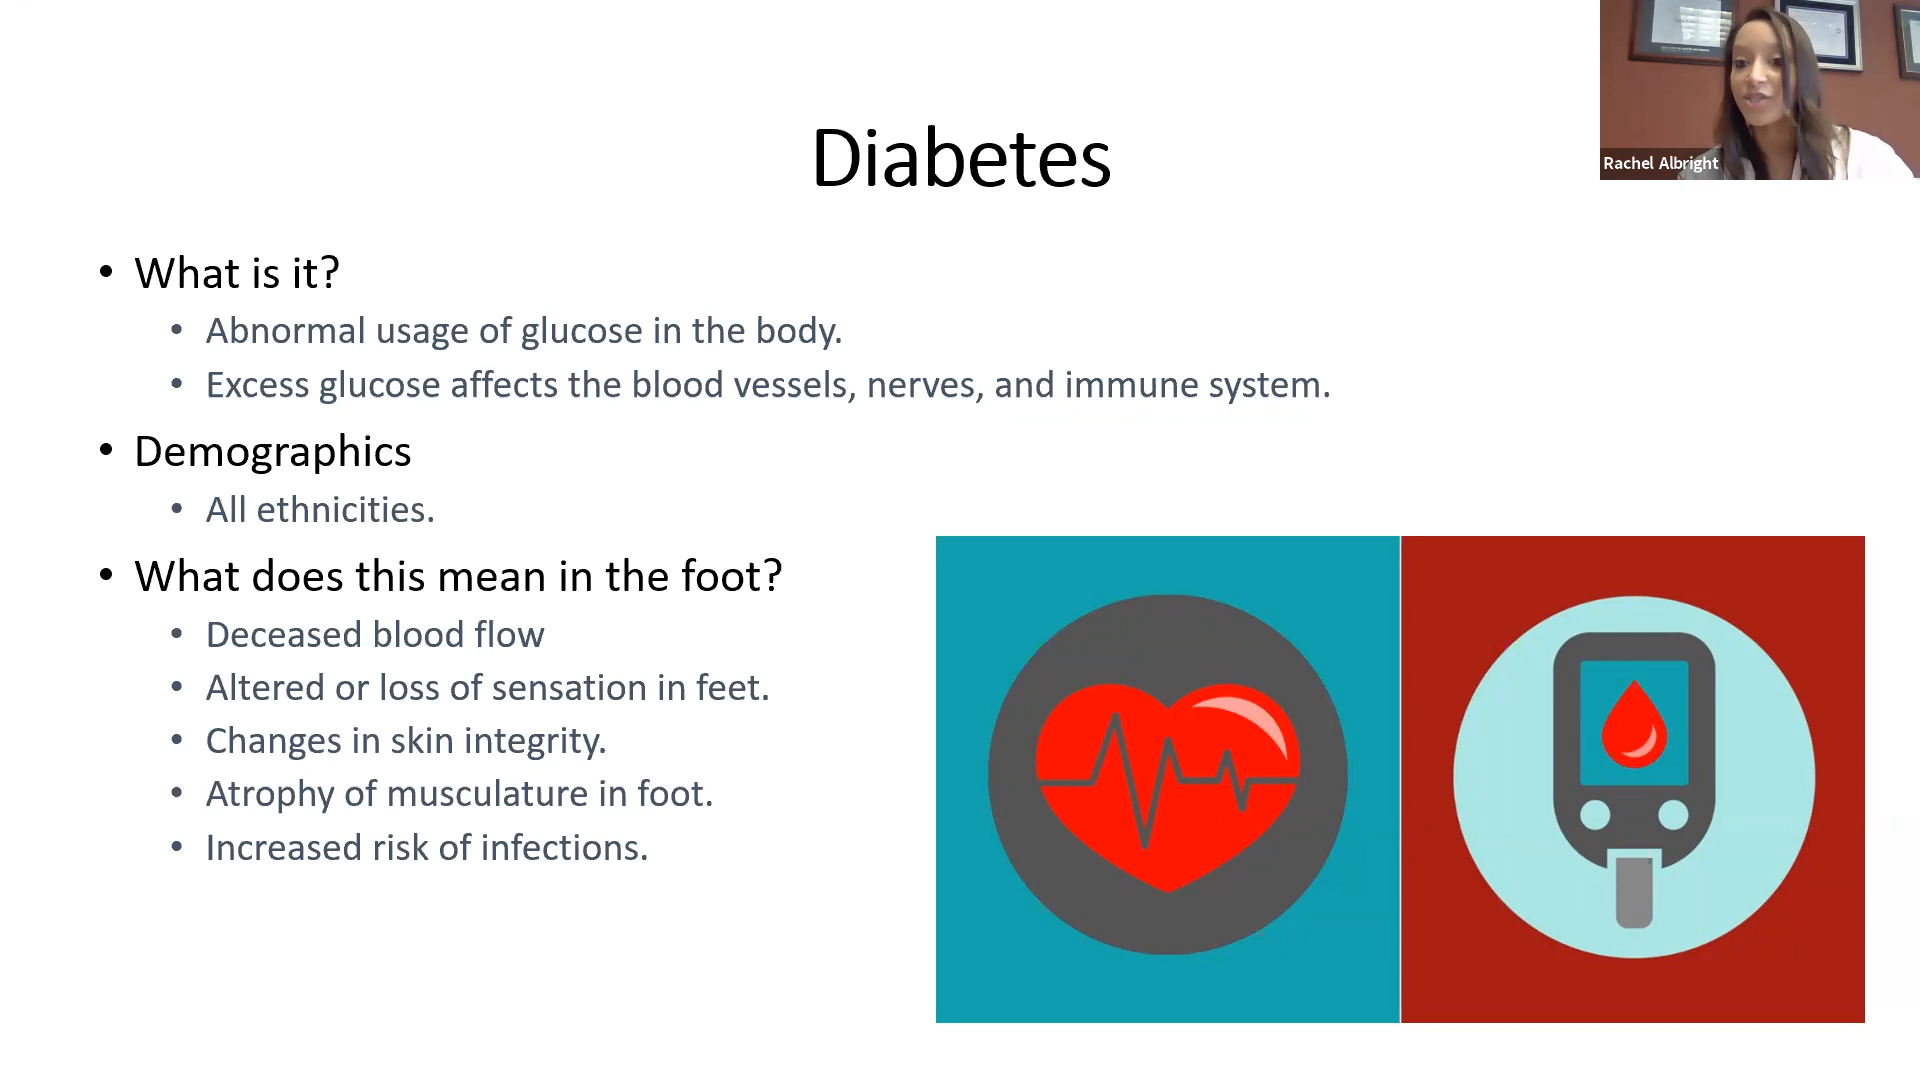 Rachel Albright
Diabetes
• What is it?
• Abnormal usage of glucose in the body.
• Excess glucose affects the blood vessels, nerves, and immune system.
• Demographics
• All ethnicities.
• What does this mean in the foot?
• Deceased blood flow
• Altered or loss of sensation in feet.
• Changes in skin integrity.
• Atrophy of musculature in foot.
• Increased risk of infections.